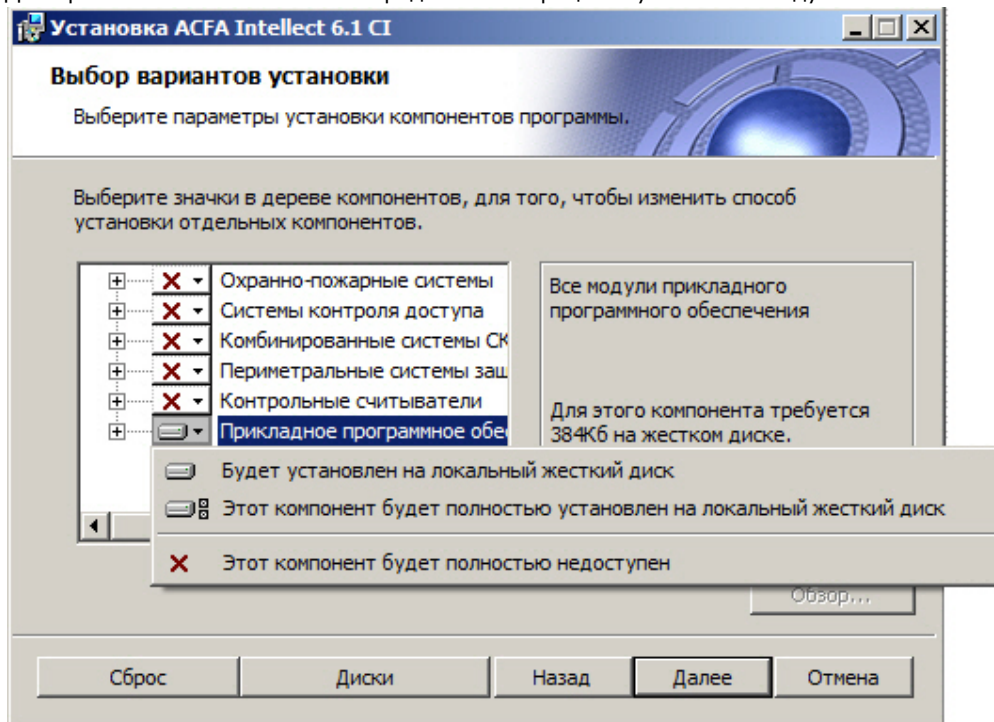 Установка ACFA Intellect 6.1 CI
Выбор вариантов установки
Выберите параметры установки компонентов программы.
Выберите значки в дереве компонентов, для того, чтобы изменить способ
установки отдельных компонентов.
Охранно-пожарные системы
Системы контроля доступа
Комбинированные системы СК
Периметральные системы защ
Контрольные считыватели
Прикладное программное обе
Все модули прикладного
программного обеспечения
Для этого компонента требуется
384Кб на жестком диске.
Будет установлен на локальный жесткий диск
Этот компонент будет полностью установлен на локальный жесткий диск
Этот компонент будет полностью недоступен
Обзор...
Сброс
Диски
Назад
Далее
Отмена